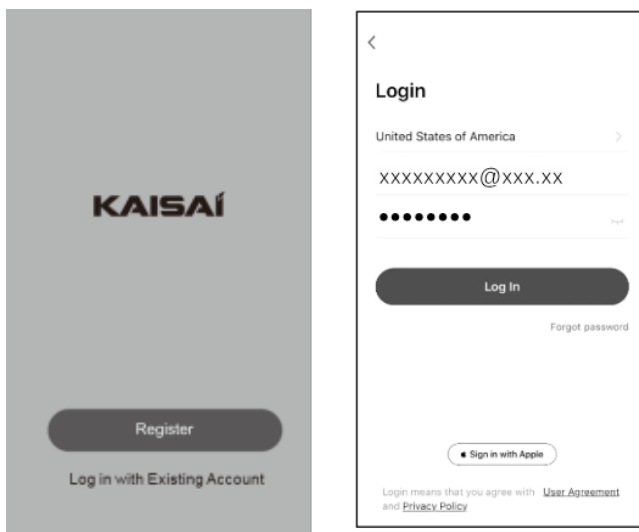 KAISAI
Register
Log in with Existing Account
Login
United States of America
xxxxxxxxx@xxx.xx
●●●●●●●●
Log In
Forgot password
Sign in with Apple
Login means that you agree with User Agreement
and Privacy Policy